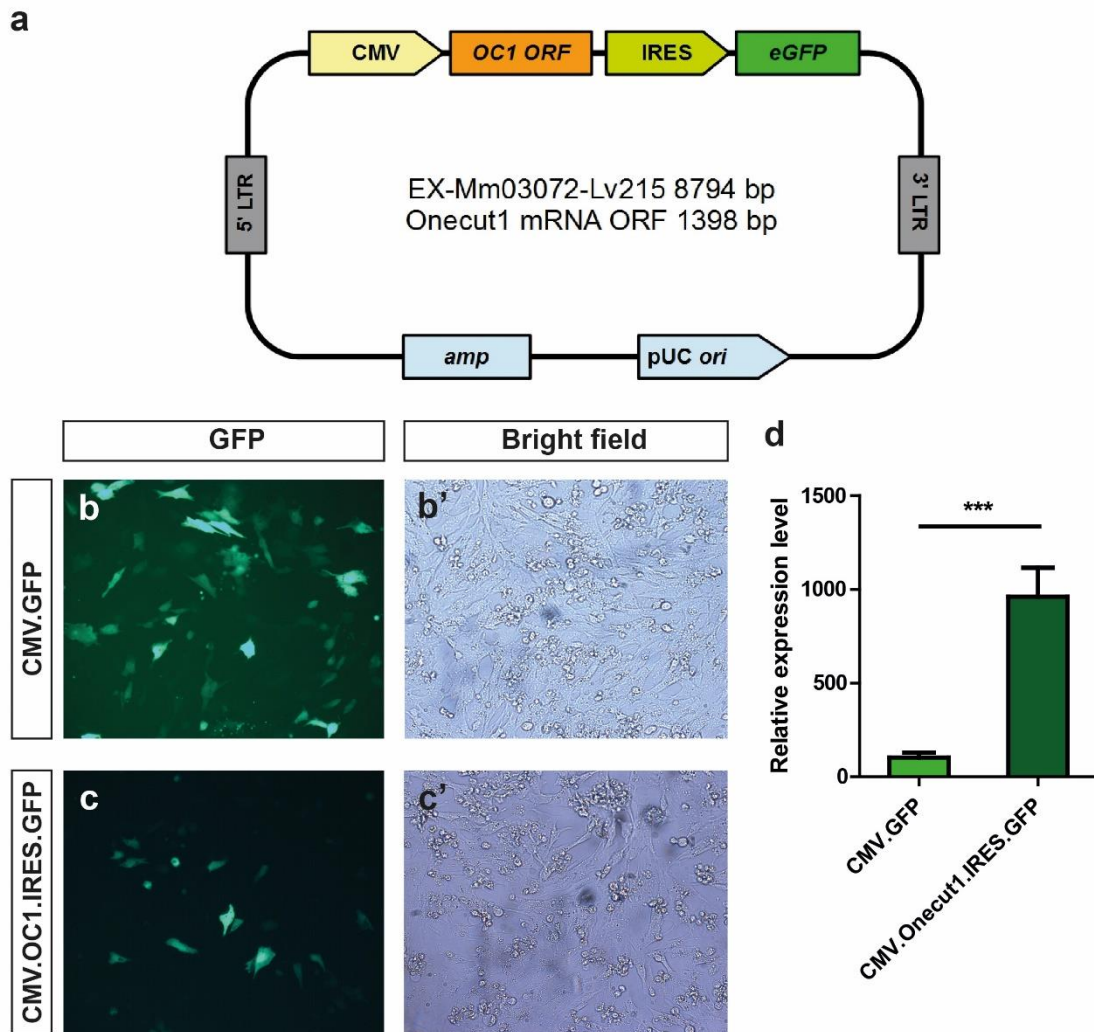 a
CMV
OC1 ORF
IRES
eGFP
5' LTR
3' LTR
EX-Mm03072-Lv215 8794 bp
Onecut1 mRNA ORF 1398 bp
amp
pUC ori
GFP
Bright field
CMV.GFP
b
b'
CMV.OC1.IRES.GFP
c
c'
d
Relative expression level
1500
1000
500
0
***
CMV.GFP
CMV.Onecut1.IRES.GFP